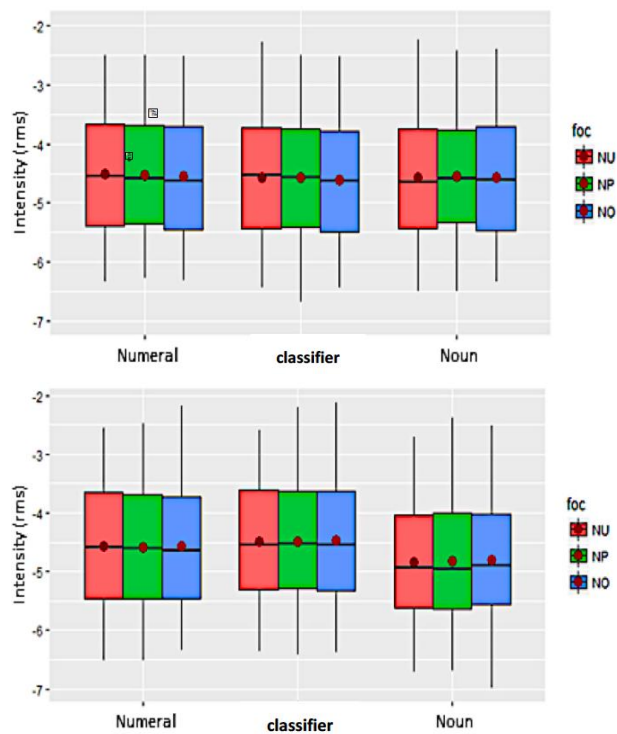 -2
-3
-4
-5
-6
-7
Intensity (rms)
Numeral classifier Noun
foc
NU
NP
NO
-2
-3
-4
-5
-6
-7
Intensity (rms)
Numeral classifier Noun
foc
NU
NP
NO